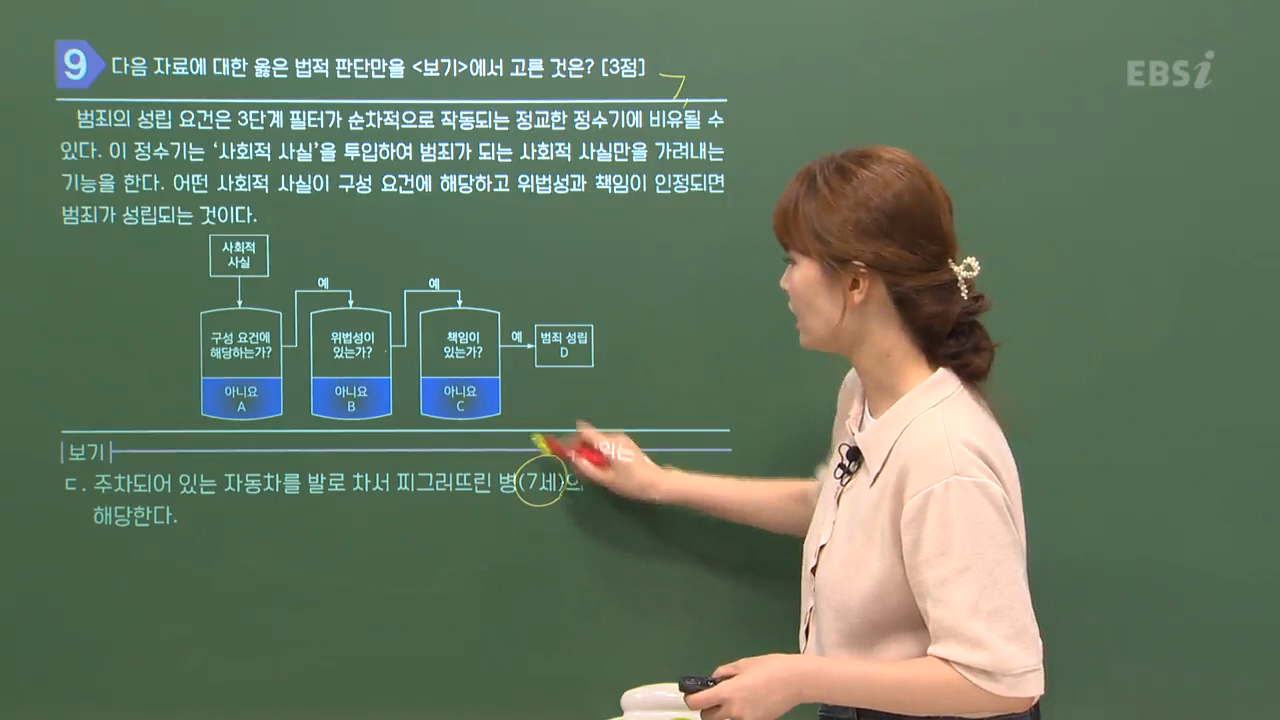 9 다음 자료에 대한 옳은 법적 판단만을 <보기>에서 고른 것은? [3점]
EBSi
범죄의 성립 요건은 3단계 필터가 순차적으로 작동되는 정교한 정수기에 비유될 수
있다. 이 정수기는 ‘사회적 사실’을 투입하여 범죄가 되는 사회적 사실만을 가려내는
기능을 한다. 어떤 사회적 사실이 구성 요건에 해당하고 위법성과 책임이 인정되면
범죄가 성립되는 것이다.
사회적
사실
예
예
구성 요건에
해당하는가?
위법성이
있는가?
책임이
있는가?
예
범죄 성립
D
아니요
A
아니요
B
아니요
C
보기
ㄷ. 주차되어 있는 자동차를 발로 차서 찌그러뜨린 병(7세)의
해당한다.